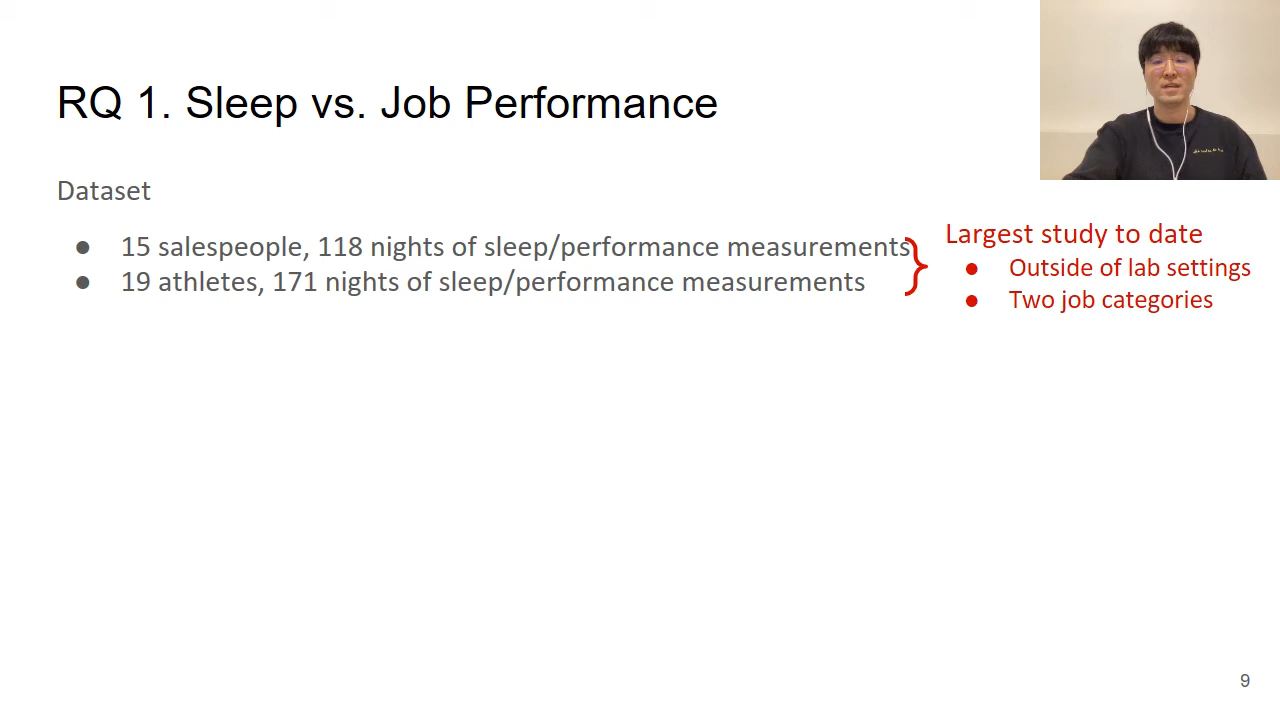 RQ 1. Sleep vs. Job Performance
Dataset
● 15 salespeople, 118 nights of sleep/performance measurements
● 19 athletes, 171 nights of sleep/performance measurements
Largest study to date
● Outside of lab settings
● Two job categories
9